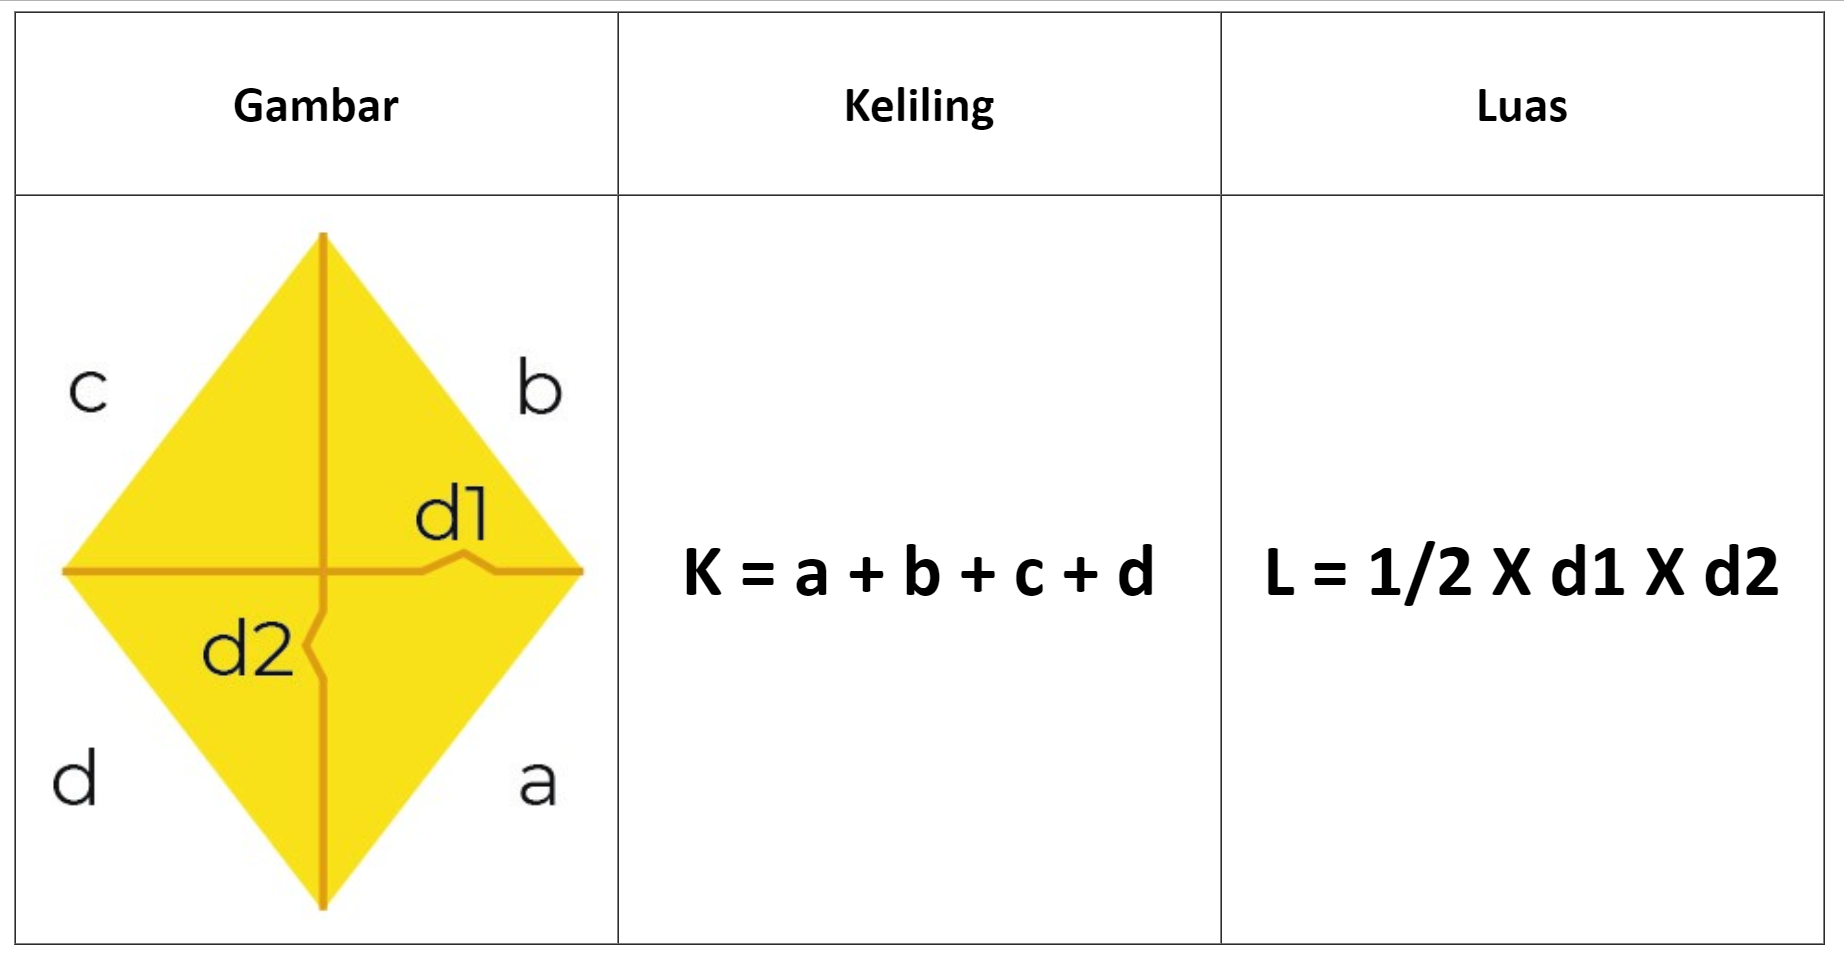 Gambar
Keliling
Luas
c
b
d1
d2
d
a
K = a + b + c + d
L = 1/2 X d1 X d2